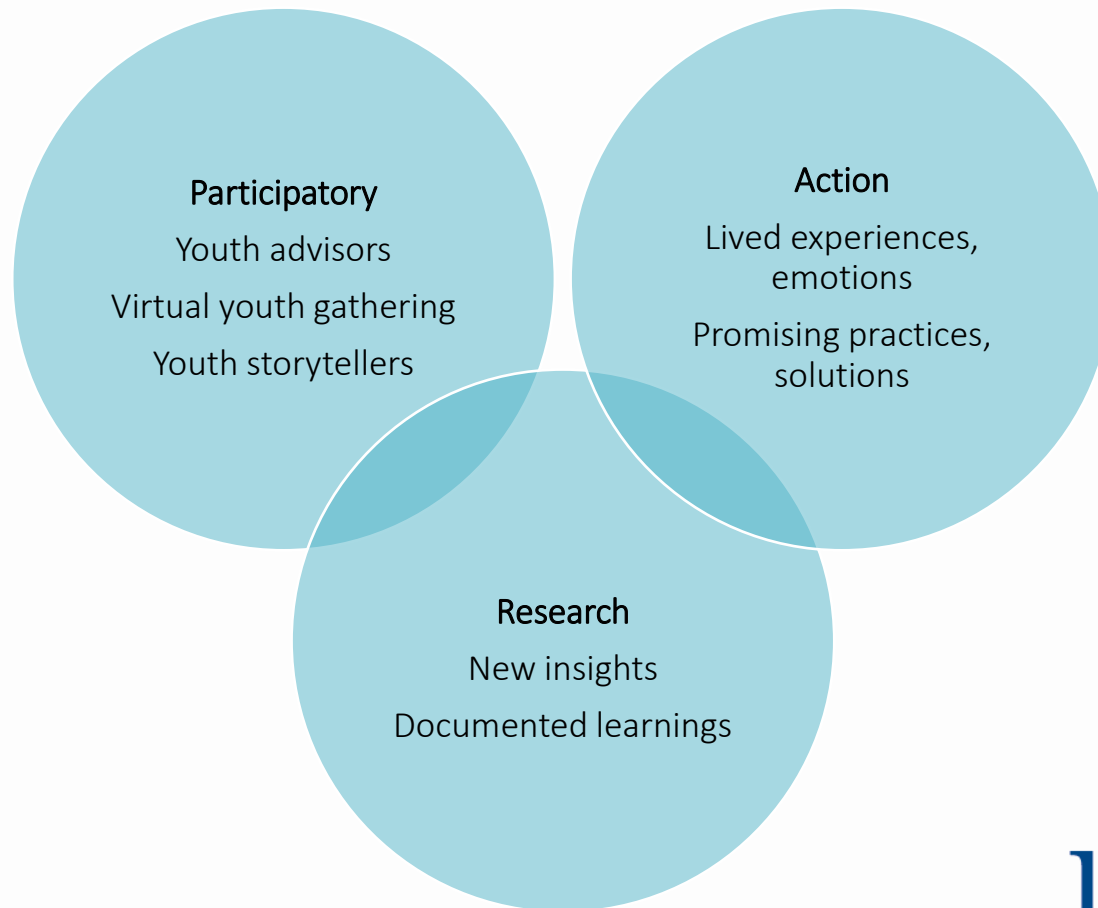 Participatory
Youth advisors
Virtual youth gathering
Youth storytellers
Action
Lived experiences,
emotions
Promising practices,
solutions
Research
New insights
Documented learnings